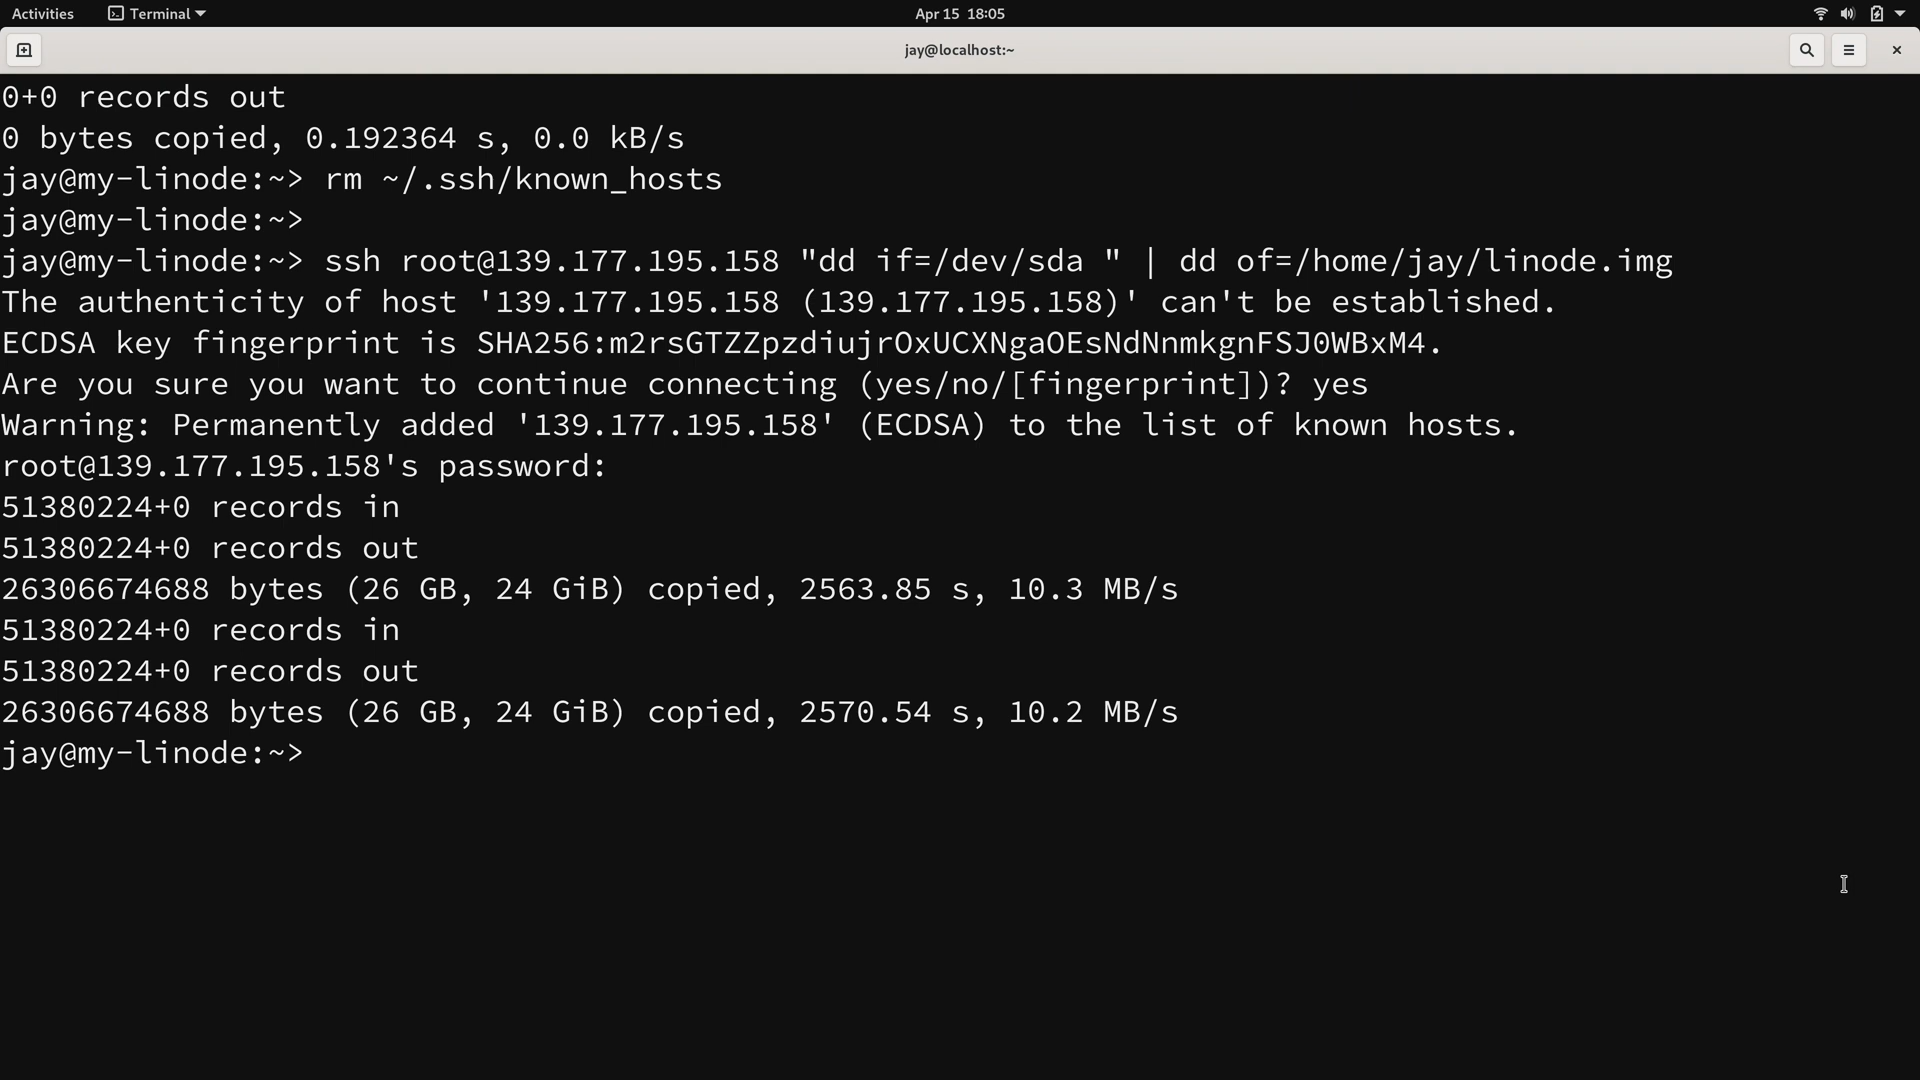 Activities
Terminal
Apr 15 18:05
jay@localhost:~
0+0 records out
0 bytes copied, 0.192364 s, 0.0 kB/s
jay@my-linode:~> rm ~/.ssh/known_hosts
jay@my-linode:~>
jay@my-linode:~> ssh root@139.177.195.158 "dd if=/dev/sda " | dd of=/home/jay/linode.img
The authenticity of host '139.177.195.158 (139.177.195.158)' can't be established.
ECDSA key fingerprint is SHA256:m2rsGTZZpzdiujrOxUCXNgaOEsNdNnmkgnFSJ0WBxM4.
Are you sure you want to continue connecting (yes/no/[fingerprint])? yes
Warning: Permanently added '139.177.195.158' (ECDSA) to the list of known hosts.
root@139.177.195.158's password:
51380224+0 records in
51380224+0 records out
26306674688 bytes (26 GB, 24 GiB) copied, 2563.85 s, 10.3 MB/s
51380224+0 records in
51380224+0 records out
26306674688 bytes (26 GB, 24 GiB) copied, 2570.54 s, 10.2 MB/s
jay@my-linode:~>